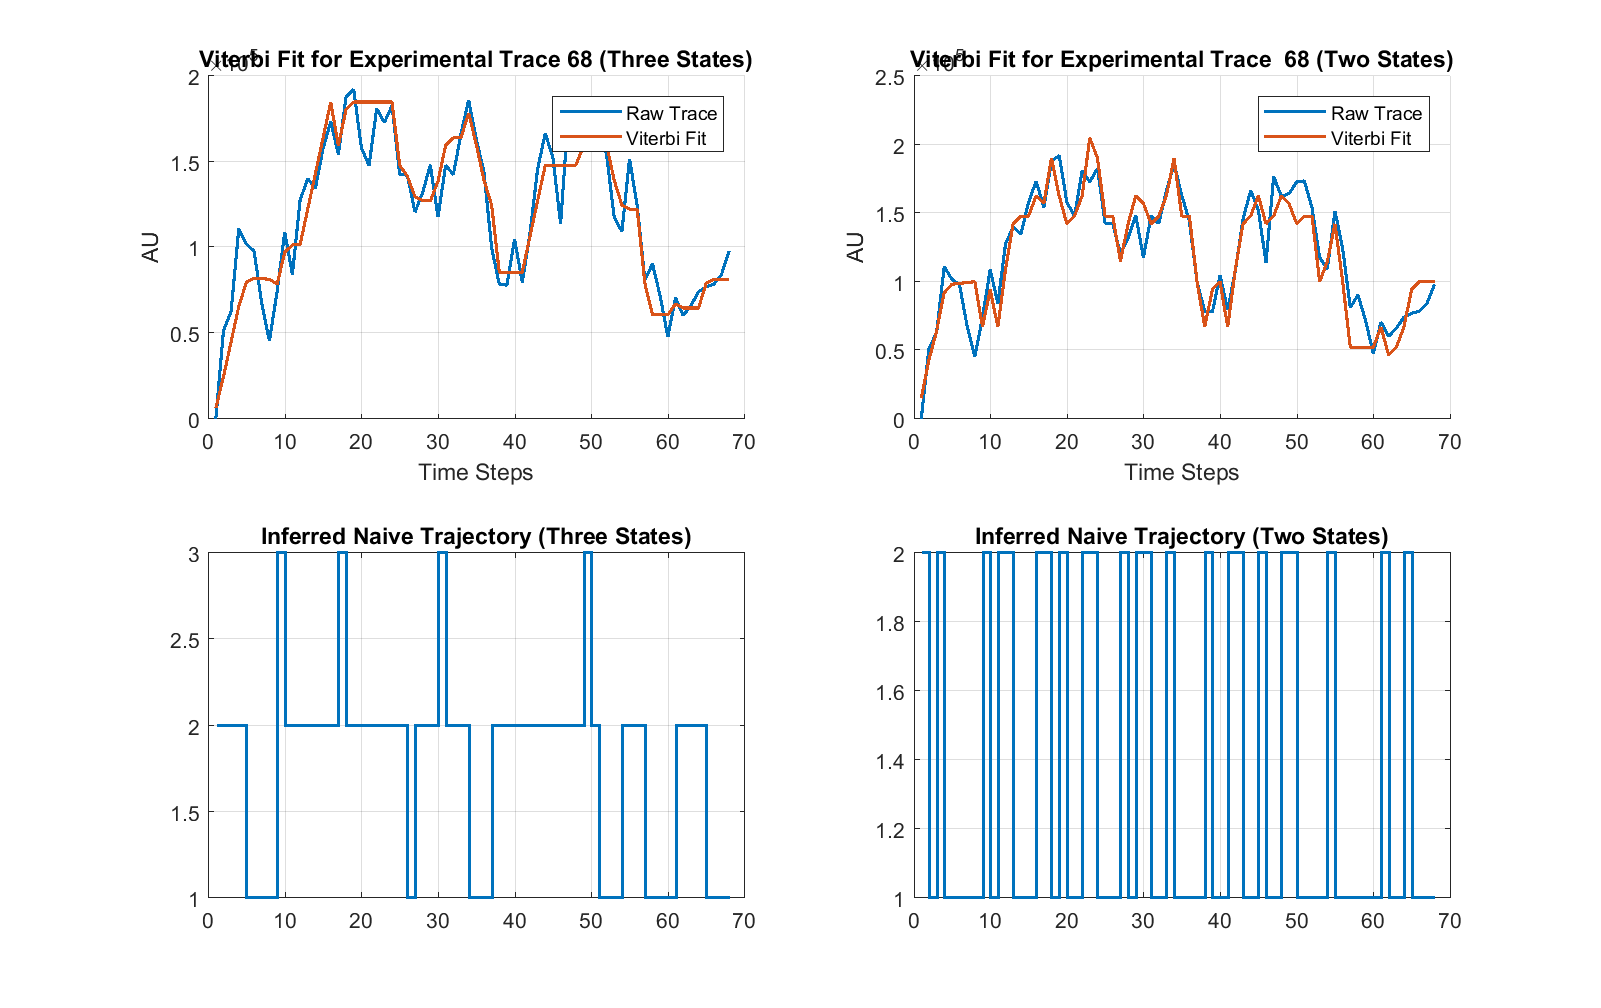 Viterbi Fit for Experimental Trace 68 (Three States)
×10^5
2
1.5
1
0.5
0
AU
Raw Trace
Viterbi Fit
0 10 20 30 40 50 60 70
Time Steps
Viterbi Fit for Experimental Trace  68 (Two States)
×10^5
2.5
2
1.5
1
0.5
0
AU
Raw Trace
Viterbi Fit
0 10 20 30 40 50 60 70
Time Steps
Inferred Naive Trajectory (Three States)
3
2.5
2
1.5
1
0 10 20 30 40 50 60 70
Inferred Naive Trajectory (Two States)
2
1.8
1.6
1.4
1.2
1
0 10 20 30 40 50 60 70